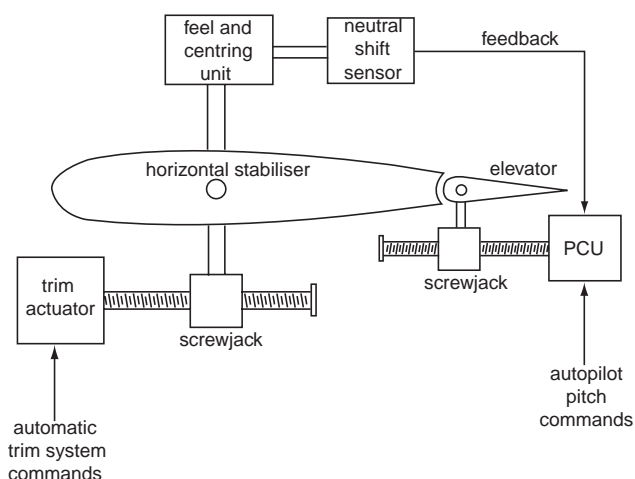 feel and
centring
unit
neutral
shift
sensor
feedback
horizontal stabiliser
elevator
trim
actuator
screwjack
screwjack
PCU
automatic
trim system
commands
autopilot
pitch
commands